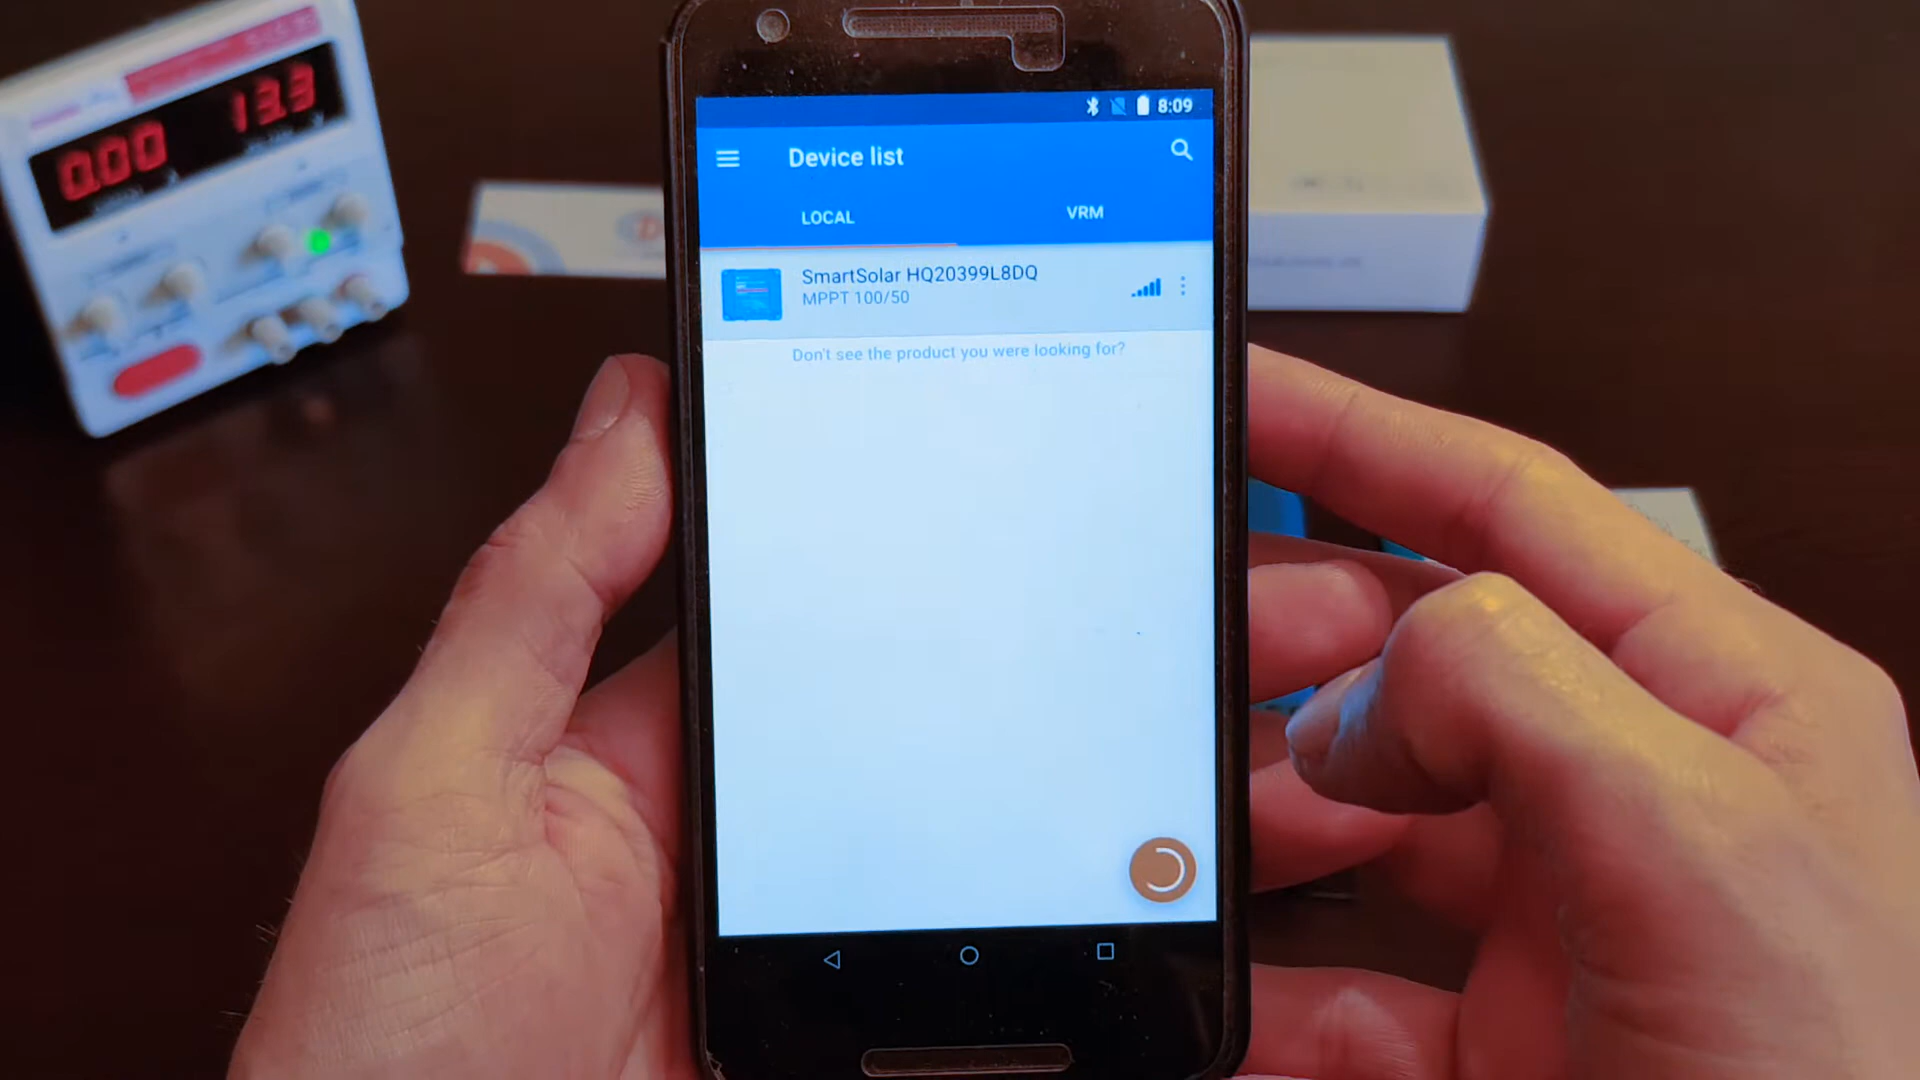 0.00 13.3
8:09
Device list
LOCAL VRM
SmartSolar HQ20399L8DQ
MPPT 100/50
Don't see the product you were looking for?